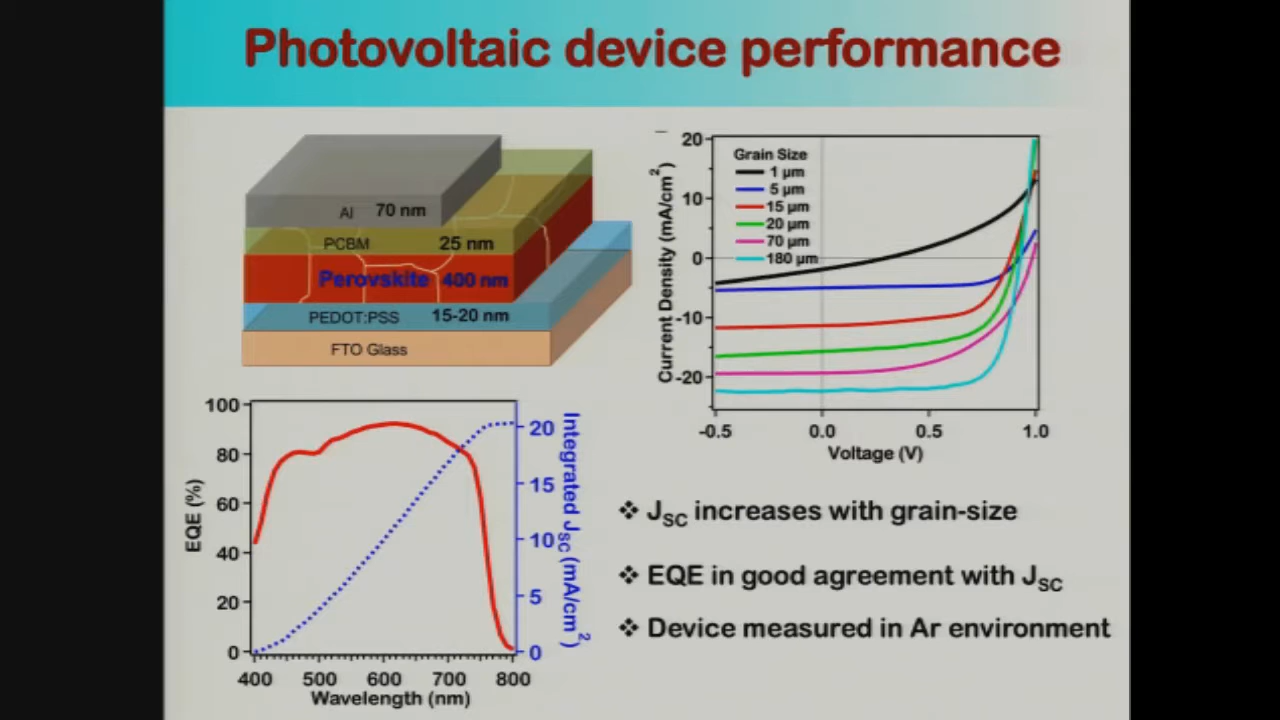 Photovoltaic device performance
Al 70 nm
PCBM 25 nm
Perovskite 400 nm
PEDOT:PSS 15-20 nm
FTO Glass
Current Density (mA/cm²)
20
10
0
-10
-20
Grain Size
1 µm
5 µm
15 µm
20 µm
70 µm
180 µm
-0.5 0.0 0.5 1.0
Voltage (V)
EQE (%)
100
80
60
40
20
0
20
15
10
5
0
Integrated JSC (mA/cm²)
400 500 600 700 800
Wavelength (nm)
❖ JSC increases with grain-size
❖ EQE in good agreement with JSC
❖ Device measured in Ar environment